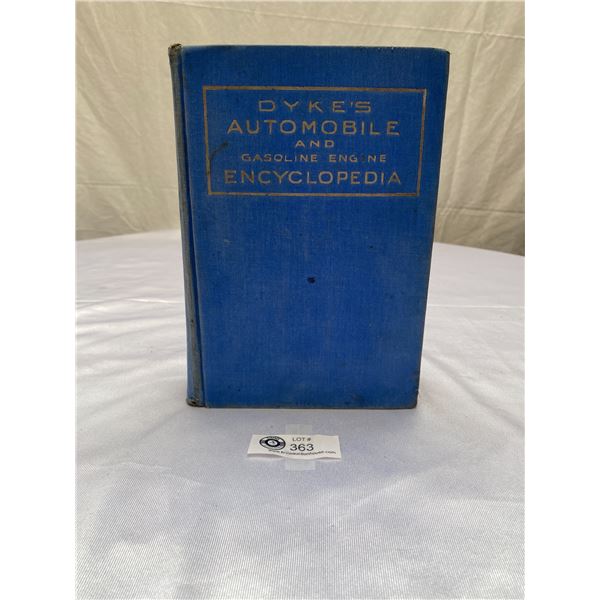 DYKE'S
AUTOMOBILE
AND
GASOLINE ENGINE
ENCYCLOPEDIA
LOT #
363